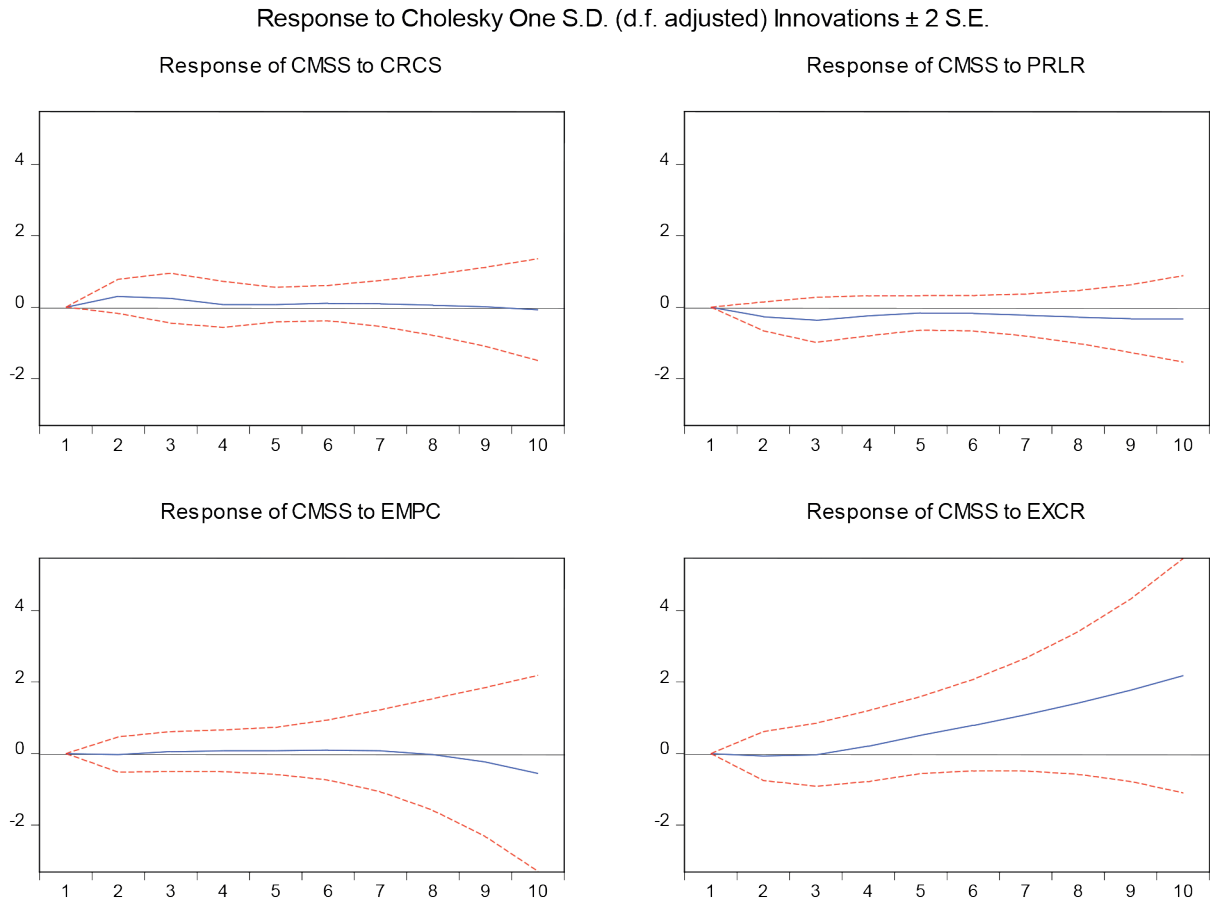 Response to Cholesky One S.D. (d.f. adjusted) Innovations ± 2 S.E.
Response of CMSS to CRCS
4
2
0
-2
1 2 3 4 5 6 7 8 9 10
Response of CMSS to PRLR
4
2
0
-2
1 2 3 4 5 6 7 8 9 10
Response of CMSS to EMPC
4
2
0
-2
1 2 3 4 5 6 7 8 9 10
Response of CMSS to EXCR
4
2
0
-2
1 2 3 4 5 6 7 8 9 10